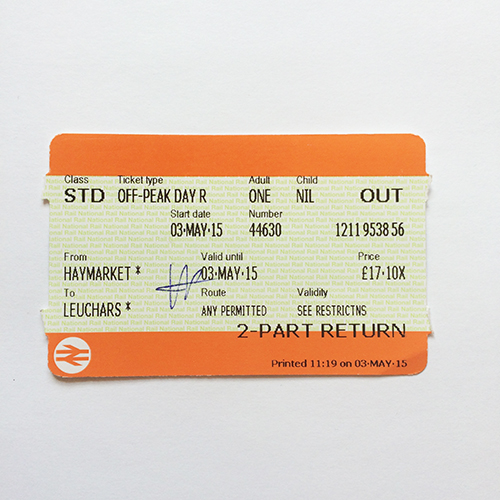 Class Ticket type Adult Child
STD OFF-PEAK DAY R ONE NIL OUT
Start date Number
03·MAY·15 44630 1211 9538 56
From Valid until Price
HAYMARKET * 03·MAY·15 £17·10X
To Route Validity
LEUCHARS * ANY PERMITTED SEE RESTRICTNS
2-PART RETURN
Printed 11:19 on 03·MAY·15